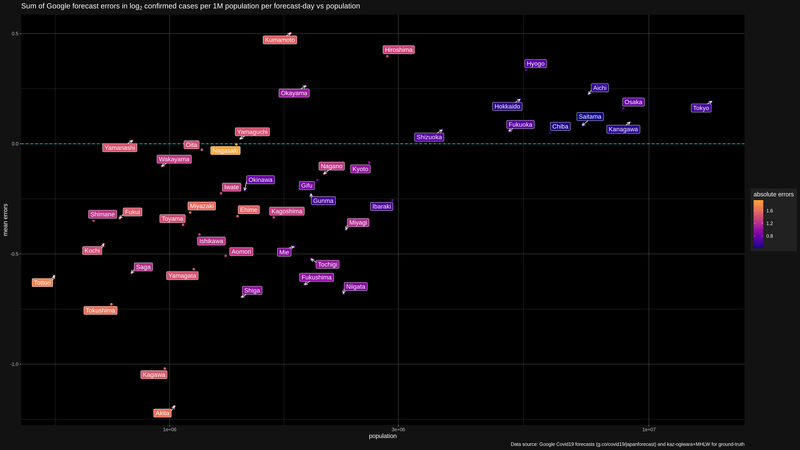 Sum of Google forecast errors in log2 confirmed cases per 1M population per forecast-day vs population
0.5
Kumamoto
Hiroshima
Hyogo
Okayama
Aichi
Hokkaido
Osaka
Tokyo
Saitama
Fukuoka
Chiba
Kanagawa
Yamaguchi
Shizuoka
0.0
Yamanashi
Oita
Nagasaki
Wakayama
Nagano
Kyoto
Okinawa
Iwate
Gifu
Gunma
Ibaraki
Shimane
Fukui
Miyazaki
Ehime
Kagoshima
Toyama
Miyagi
mean errors
Ishikawa
Kochi
Aomori
Mie
-0.5
Saga
Tochigi
Yamagata
Fukushima
Tottori
Shiga
Niigata
Tokushima
-1.0
Kagawa
Akita
absolute errors
1.6
1.2
0.8
1e+06
3e+06
1e+07
population
Data source: Google Covid19 forecasts (g.co/covid19/japanforecast) and kaz-ogiwara+MHLW for ground-truth